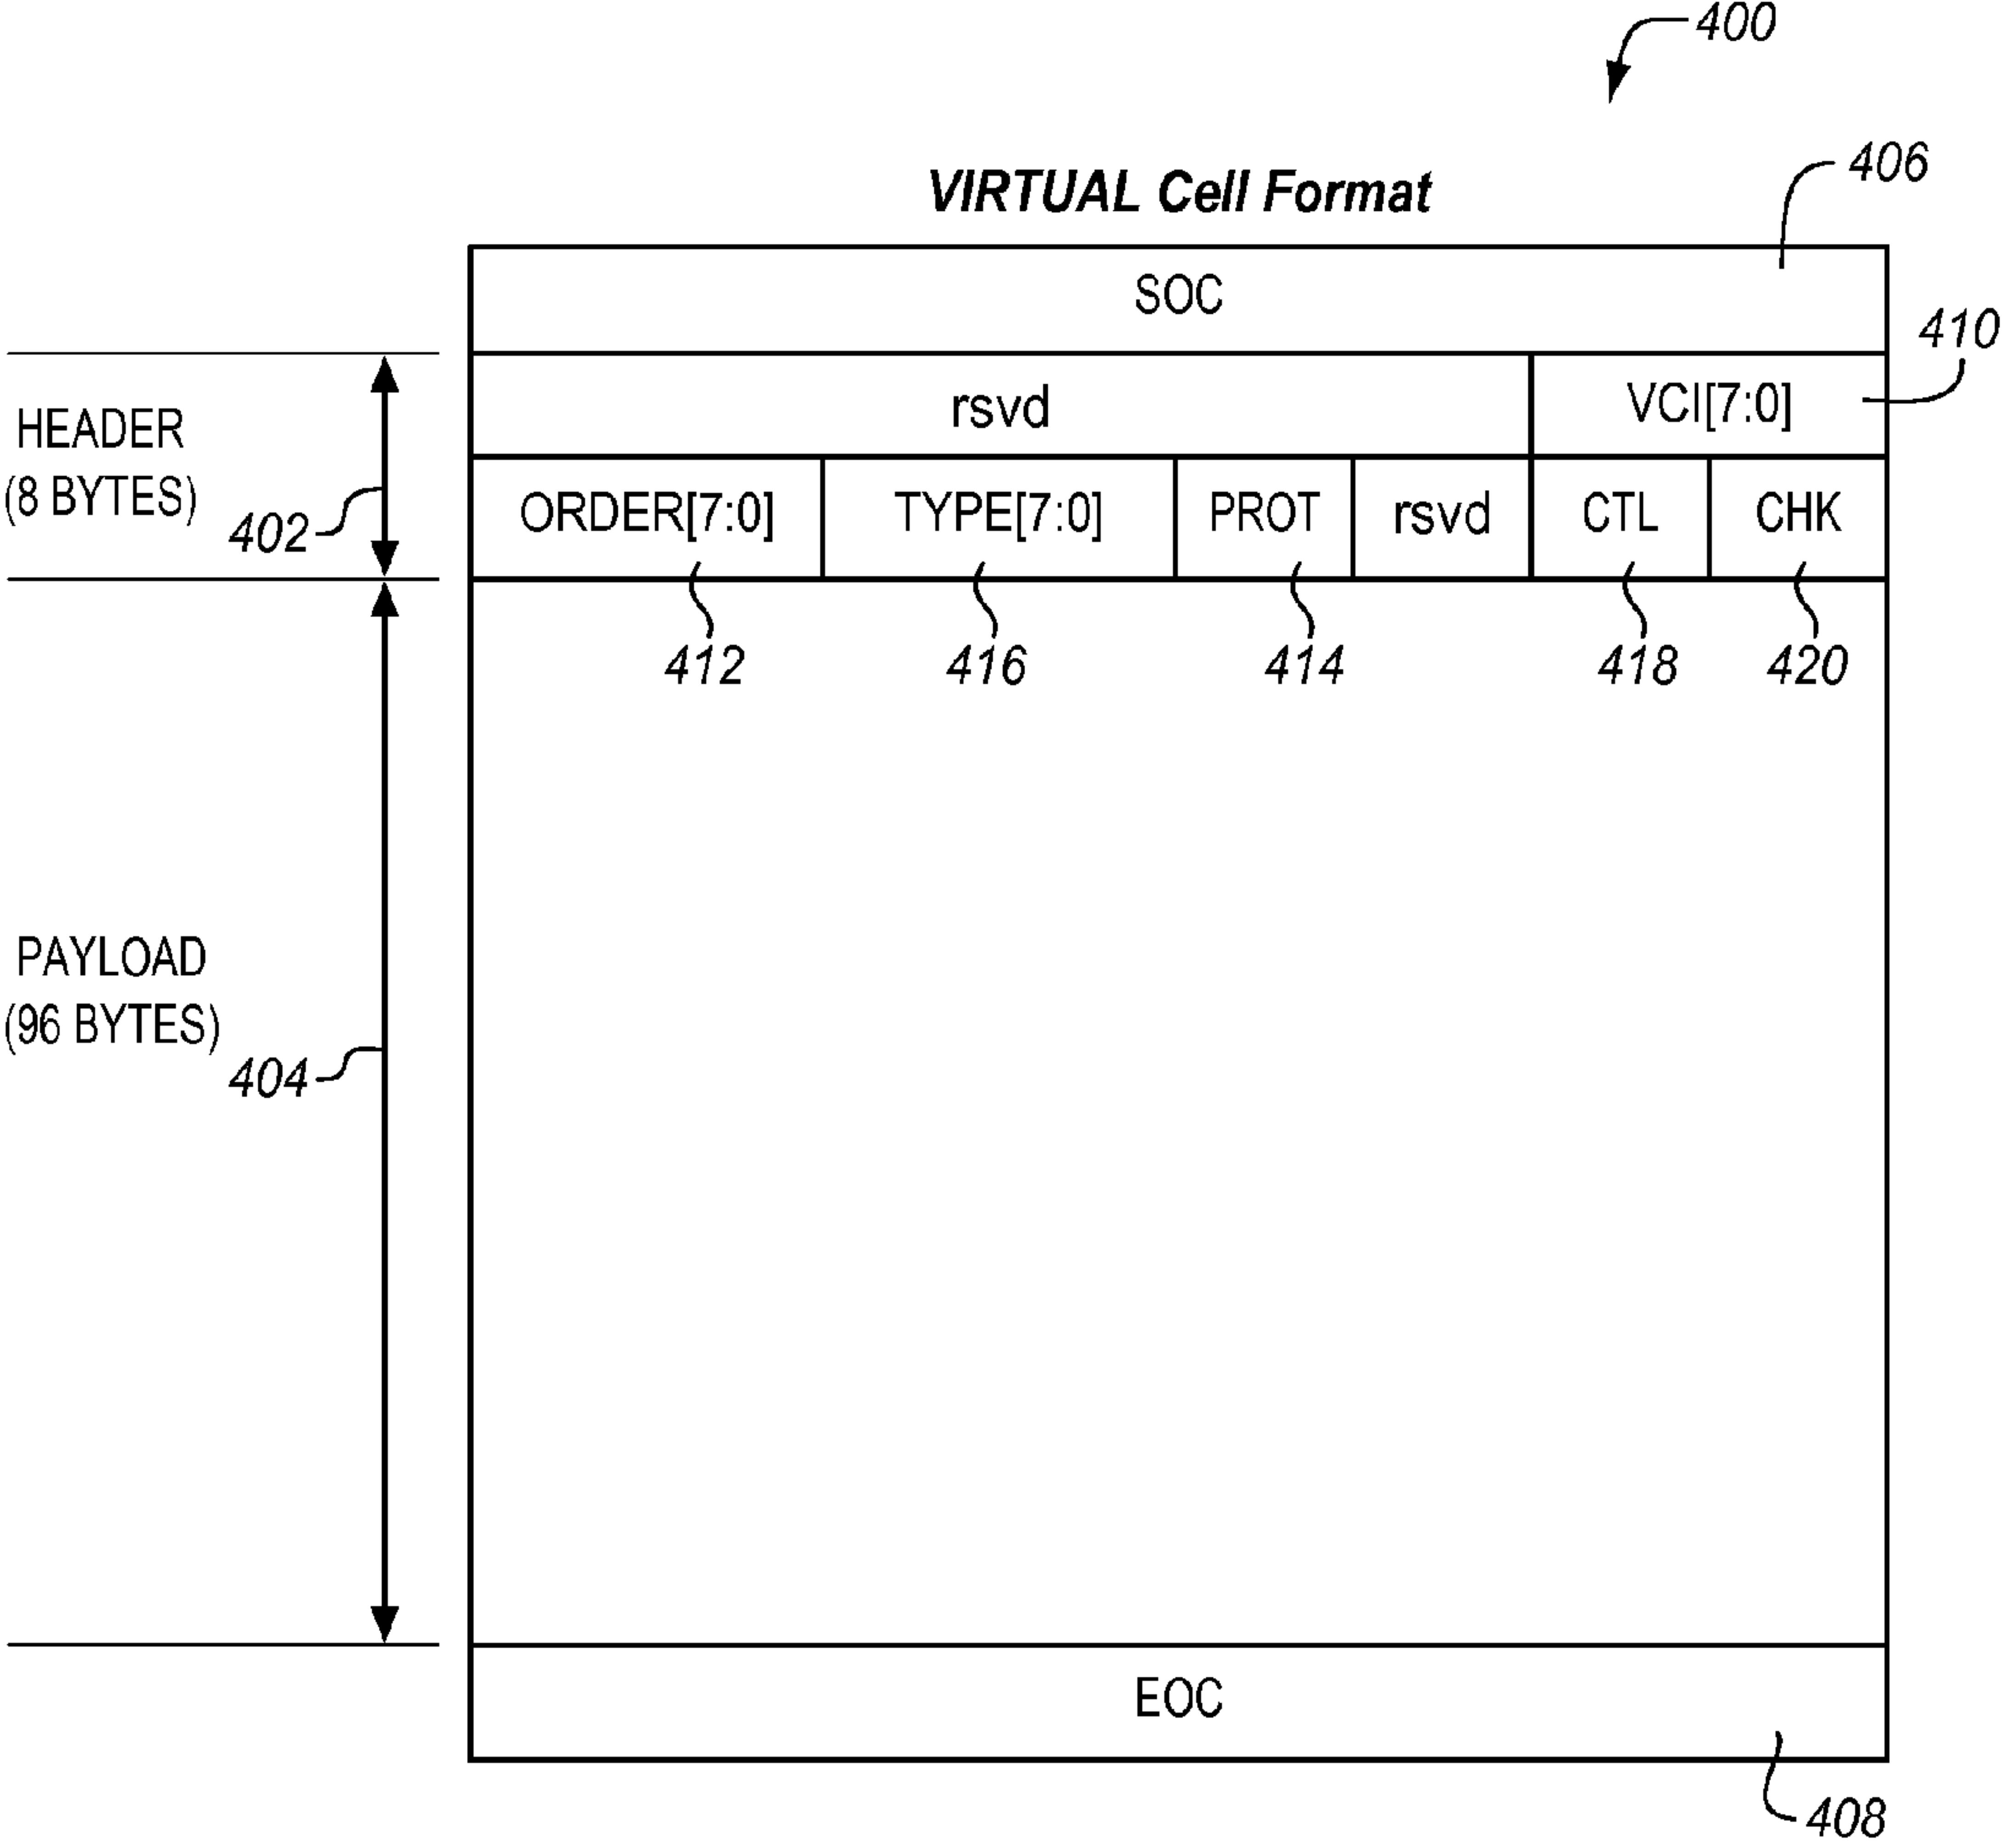 400
406
VIRTUAL Cell Format
SOC
410
rsvd VCI[7:0]
HEADER
(8 BYTES)
402
ORDER[7:0] TYPE[7:0] PROT rsvd CTL CHK
412 416 414 418 420
PAYLOAD
(96 BYTES)
404
EOC
408